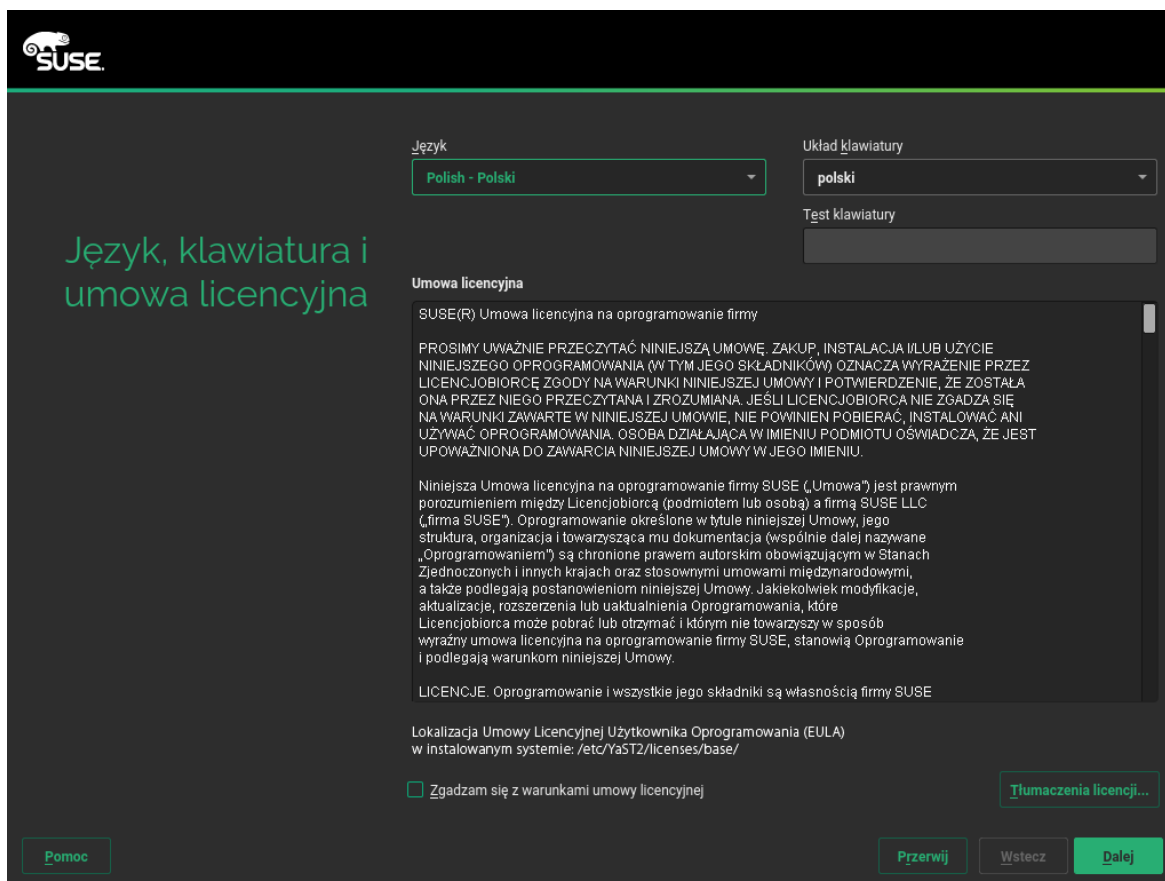 SUSE.
Język
Układ klawiatury
Polish - Polski
polski
Test klawiatury
Język, klawiatura i
umowa licencyjna
Umowa licencyjna
SUSE(R) Umowa licencyjna na oprogramowanie firmy
PROSIMY UWAŻNIE PRZECZYTAĆ NINIEJSZĄ UMOWĘ. ZAKUP, INSTALACJA I/LUB UŻYCIE
NINIEJSZEGO OPROGRAMOWANIA (W TYM JEGO SKŁADNIKÓW) OZNACZA WYRAŻENIE PRZEZ
LICENCJOBIORCĘ ZGODY NA WARUNKI NINIEJSZEJ UMOWY I POTWIERDZENIE, ŻE ZOSTAŁA
ONA PRZEZ NIEGO PRZECZYTANA I ZROZUMIANA. JEŚLI LICENCJOBIORCA NIE ZGADZA SIĘ
NA WARUNKI ZAWARTE W NINIEJSZEJ UMOWIE, NIE POWINIEN POBIERAĆ, INSTALOWAĆ ANI
UŻYWAĆ OPROGRAMOWANIA. OSOBA DZIAŁAJĄCA W IMIENIU PODMIOTU OŚWIADCZA, ŻE JEST
UPOWAŻNIONA DO ZAWARCIA NINIEJSZEJ UMOWY W JEGO IMIENIU.
Niniejsza Umowa licencyjna na oprogramowanie firmy SUSE („Umowa”) jest prawnym
porozumieniem między Licencjobiorcą (podmiotem lub osobą) a firmą SUSE LLC
(„firma SUSE”). Oprogramowanie określone w tytule niniejszej Umowy, jego
struktura, organizacja i towarzysząca mu dokumentacja (wspólnie dalej nazywane
„Oprogramowaniem”) są chronione prawem autorskim obowiązującym w Stanach
Zjednoczonych i innych krajach oraz stosownymi umowami międzynarodowymi,
a także podlegają postanowieniom niniejszej Umowy. Jakiekolwiek modyfikacje,
aktualizacje, rozszerzenia lub uaktualnienia Oprogramowania, które
Licencjobiorca może pobrać lub otrzymać i którym nie towarzyszy w sposób
wyraźny umowa licencyjna na oprogramowanie firmy SUSE, stanowią Oprogramowanie
i podlegają warunkom niniejszej Umowy.
LICENCJE. Oprogramowanie i wszystkie jego składniki są własnością firmy SUSE
Lokalizacja Umowy Licencyjnej Użytkownika Oprogramowania (EULA)
w instalowanym systemie: /etc/YaST2/licenses/base/
Zgadzam się z warunkami umowy licencyjnej
Tłumaczenia licencji...
Pomoc
Przerwij
Wstecz
Dalej